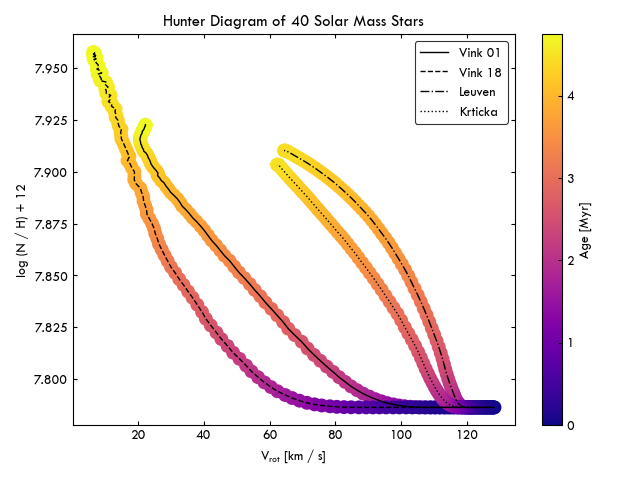 Hunter Diagram of 40 Solar Mass Stars
Vink 01
Vink 18
Leuven
Krticka
7.950
7.925
7.900
7.875
7.850
7.825
7.800
log (N / H) + 12
20
40
60
80
100
120
V_rot [km / s]
4
3
2
1
0
Age [Myr]